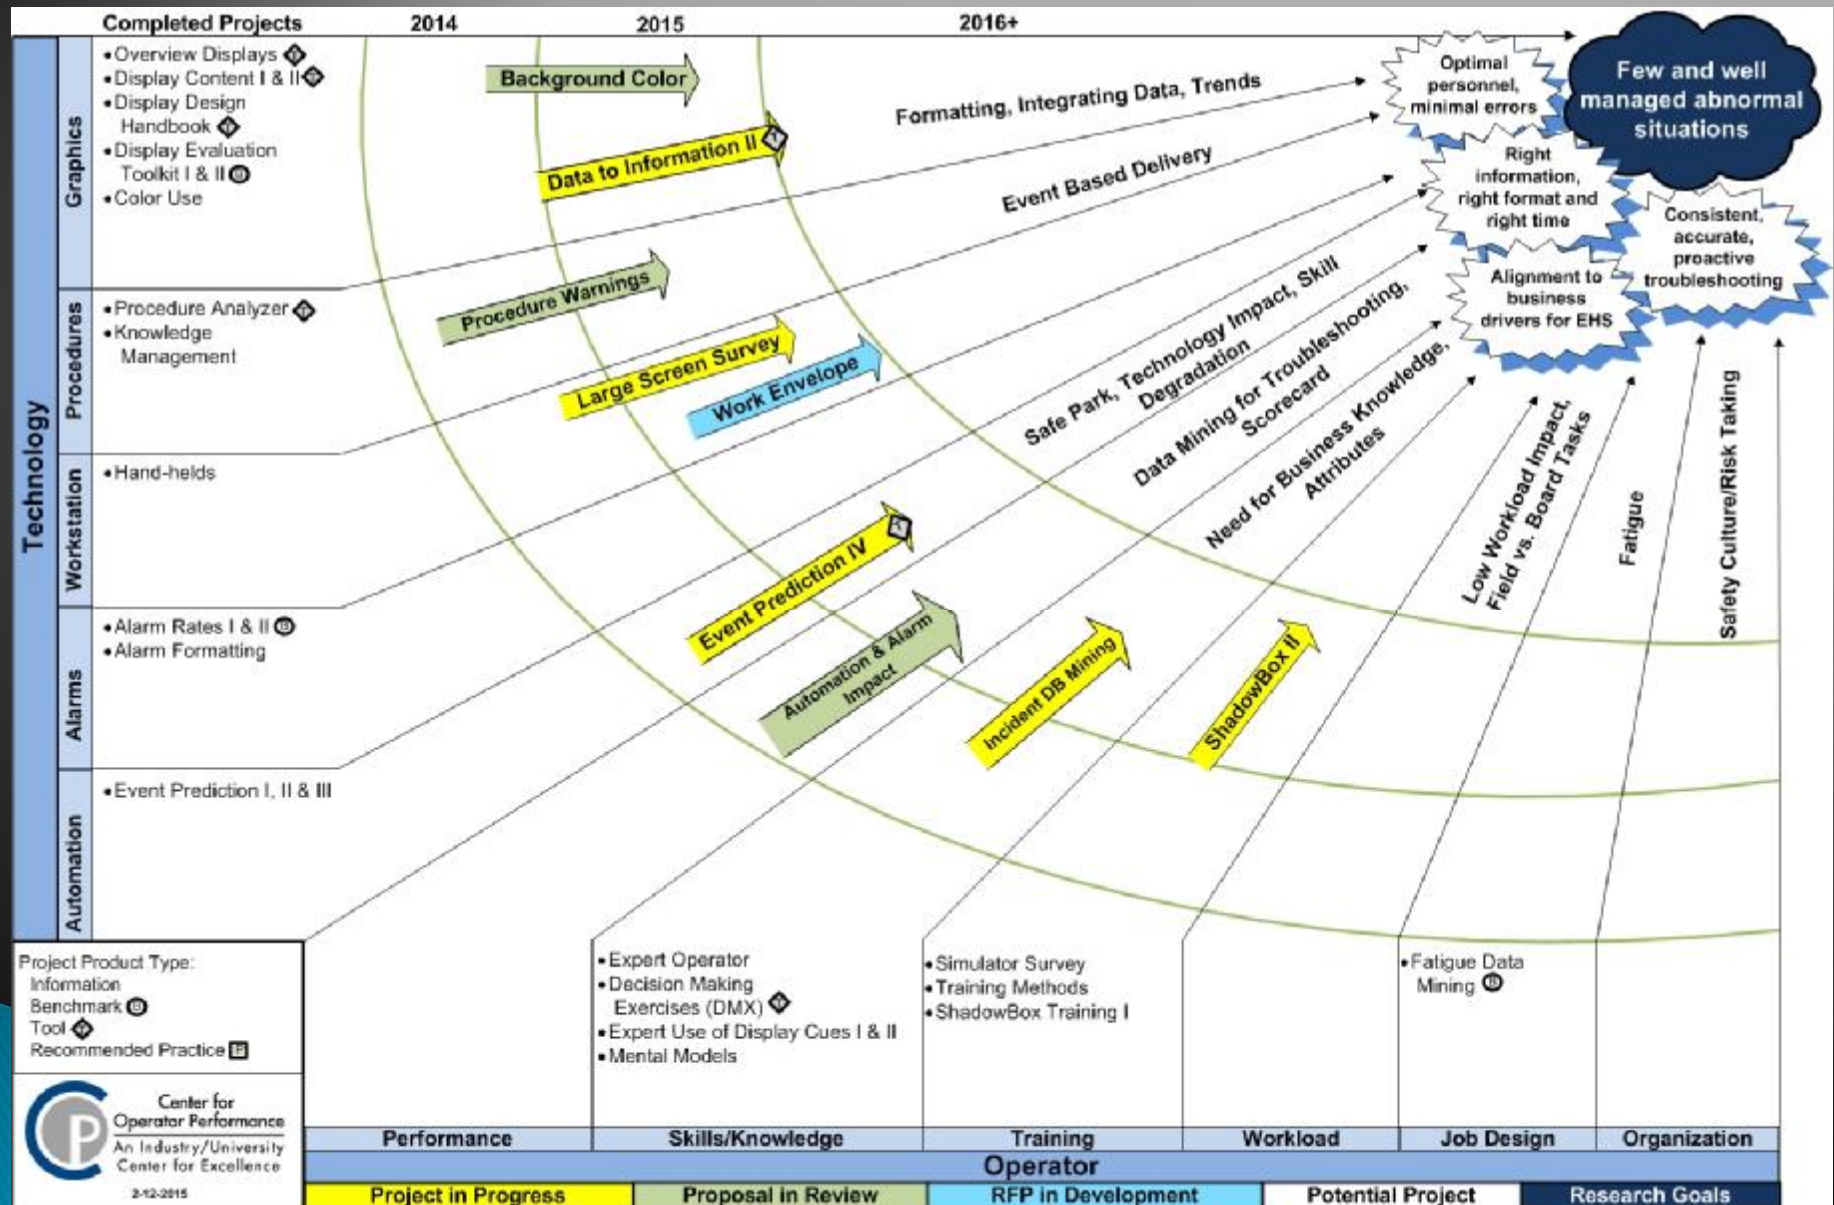 Completed Projects
2014
2015
2016+
Technology
Graphics
• Overview Displays
• Display Content I & II
• Display Design
Handbook
• Display Evaluation
Toolkit I & II
• Color Use
Procedures
• Procedure Analyzer
• Knowledge
Management
Workstation
• Hand-helds
Alarms
• Alarm Rates I & II
• Alarm Formatting
Automation
• Event Prediction I, II & III
Background Color
Data to Information II
Procedure Warnings
Large Screen Survey
Work Envelope
Event Prediction IV
Automation & Alarm
Impact
Incident DB Mining
ShadowBox II
Formatting, Integrating Data, Trends
Event Based Delivery
Safe Park, Technology Impact, Skill
Degradation
Data Mining for Troubleshooting,
Scorecard
Need for Business Knowledge,
Attributes
Low Workload Impact,
Field vs. Board Tasks
Fatigue
Safety Culture/Risk Taking
Optimal
personnel,
minimal errors
Right
information,
right format and
right time
Alignment to
business
drivers for EHS
Consistent,
accurate,
proactive
troubleshooting
Few and well
managed abnormal
situations
Project Product Type:
Information
Benchmark B
Tool
Recommended Practice
• Expert Operator
• Decision Making
Exercises (DMX)
• Expert Use of Display Cues I & II
• Mental Models
• Simulator Survey
• Training Methods
• ShadowBox Training I
• Fatigue Data
Mining B
CP
Center for
Operator Performance
An Industry/University
Center for Excellence
2-12-2015
Performance
Skills/Knowledge
Training
Workload
Job Design
Organization
Operator
Project in Progress
Proposal in Review
RFP in Development
Potential Project
Research Goals